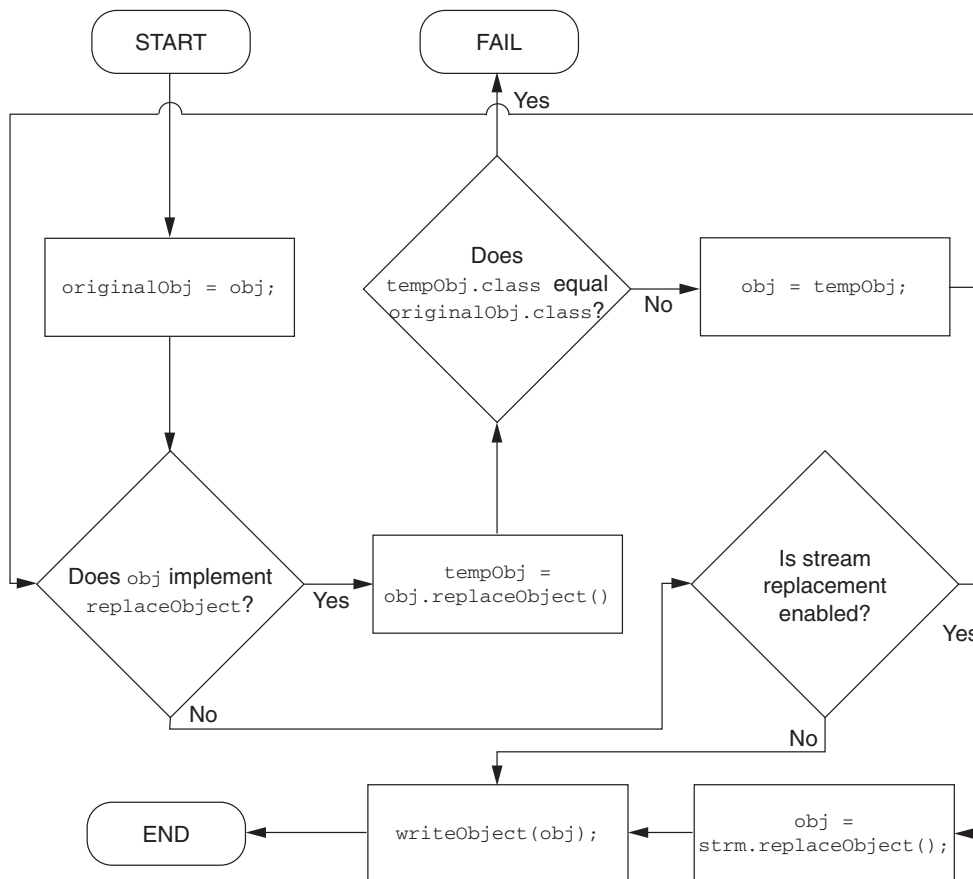 START
FAIL
Yes
originalObj = obj;
Does
tempObj.class equal
originalObj.class?
No
obj = tempObj;
Does obj implement
replaceObject?
Yes
tempObj =
obj.replaceObject()
Is stream
replacement
enabled?
Yes
No
No
END
writeObject(obj);
obj =
strm.replaceObject();